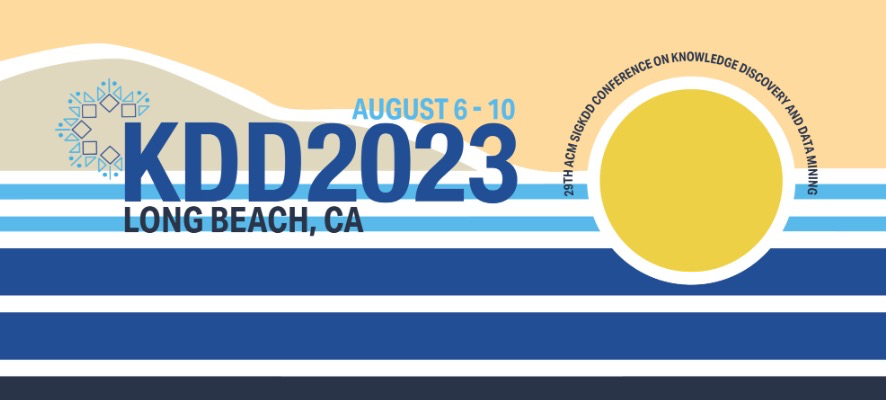 AUGUST 6 - 10
KDD2023
LONG BEACH, CA
29TH ACM SIGKDD CONFERENCE ON KNOWLEDGE DISCOVERY AND DATA MINING